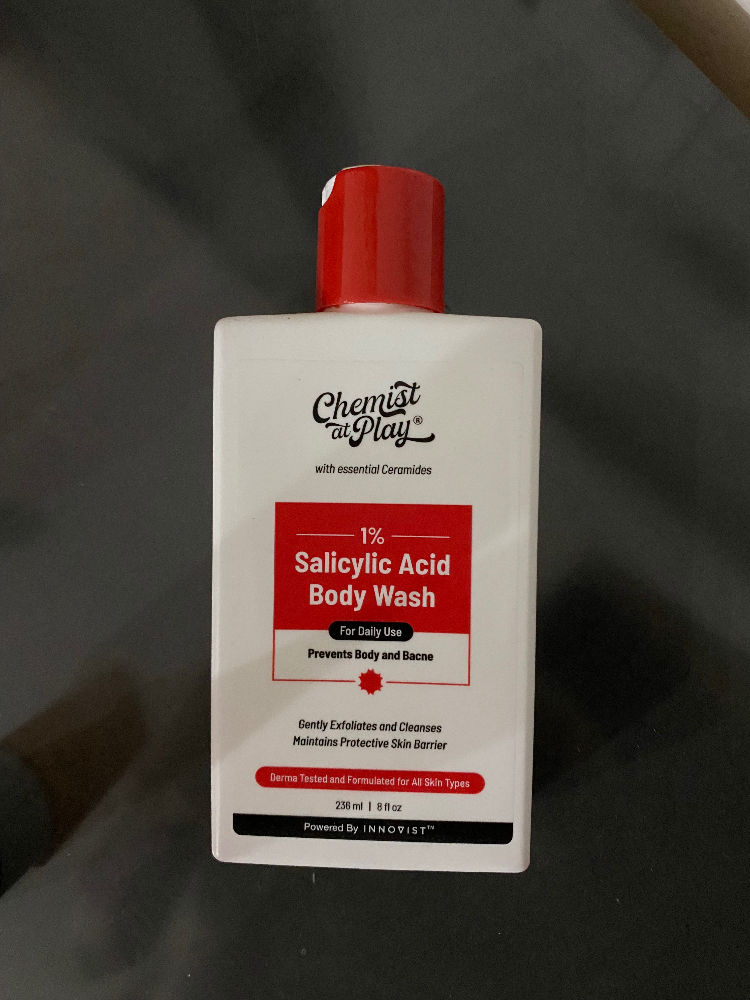 Chemist
at Play®
with essential Ceramides
1%
Salicylic Acid
Body Wash
For Daily Use
Prevents Body and Bacne
Gently Exfoliates and Cleanses
Maintains Protective Skin Barrier
Derma Tested and Formulated for All Skin Types
236 ml | 8 fl oz
Powered By INNOVIST™